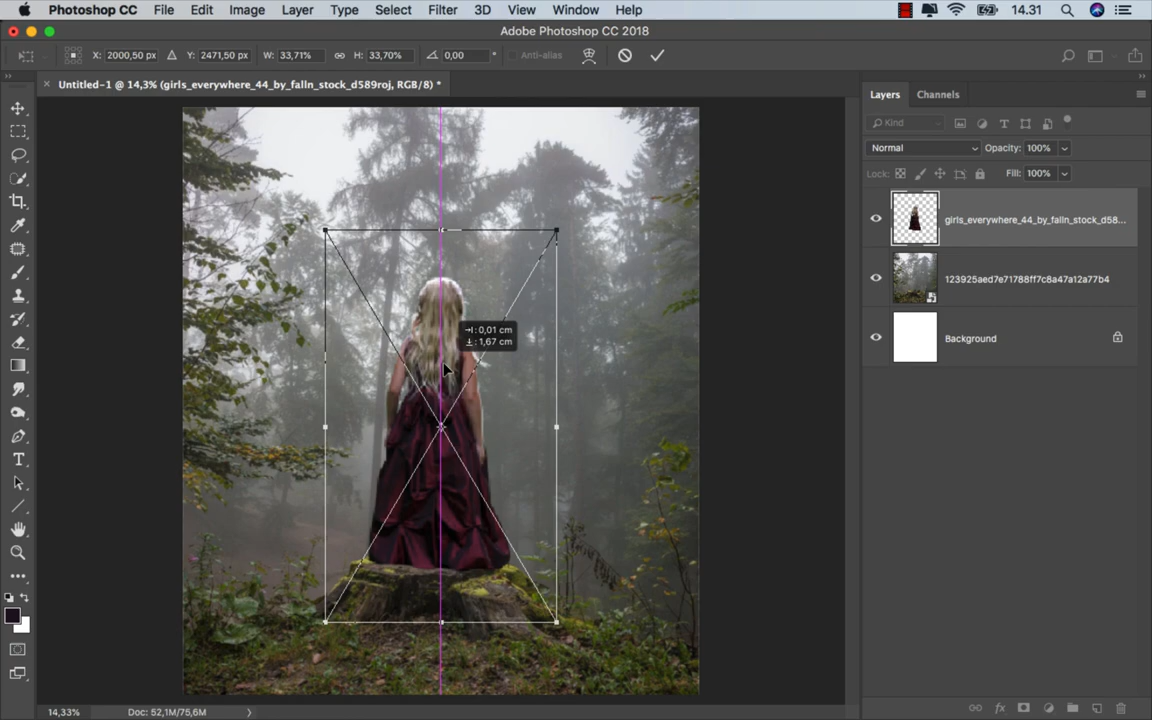 Photoshop CC File Edit Image Layer Type Select Filter 3D View Window Help 14.31
Adobe Photoshop CC 2018
X: 2000,50 px Y: 2471,50 px W: 33,71% H: 33,70% 0,00 ° Anti-alias
Untitled-1 @ 14,3% (girls_everywhere_44_by_falln_stock_d589roj, RGB/8) *
Layers Channels
Kind
Normal Opacity: 100%
Lock: Fill: 100%
girls_everywhere_44_by_falln_stock_d58...
123925aed7e71788ff7c8a47a12a77b4
Background
: 0,01 cm
: 1,67 cm
14,33% Doc: 52,1M/75,6M